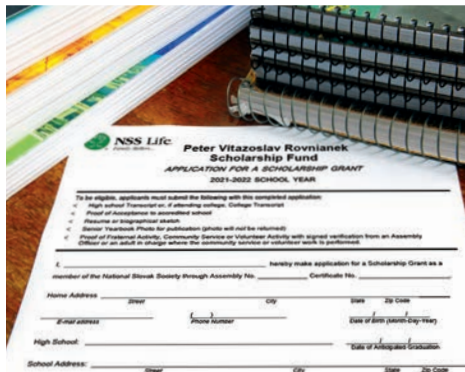 NSS Life
Peter Vitazoslav Rovnianek
Scholarship Fund
APPLICATION FOR A SCHOLARSHIP GRANT
2021-2022 SCHOOL YEAR
To be eligible, applicants must submit the following with this completed application:
✓ High school Transcript or, if attending college, College Transcript
✓ Proof of Acceptance to accredited school
✓ Resume or biographical sketch
✓ Senior Yearbook Photo for publication (photo will not be returned)
✓ Proof of Fraternal Activity, Community Service or Volunteer Activity with signed verification from an Assembly
Officer or an adult in charge where the community service or volunteer work is performed.
I, ____________ hereby make application for a Scholarship Grant as a
member of the National Slovak Society through Assembly No. ________ Certificate No. ________
Home Address ____________
Street City State Zip Code
( ) / /
E-mail address Phone Number Date of Birth (Month-Day-Year)
High School: ____________ / /
Date of Anticipated Graduation
School Address: ____________
Street City State Zip Code